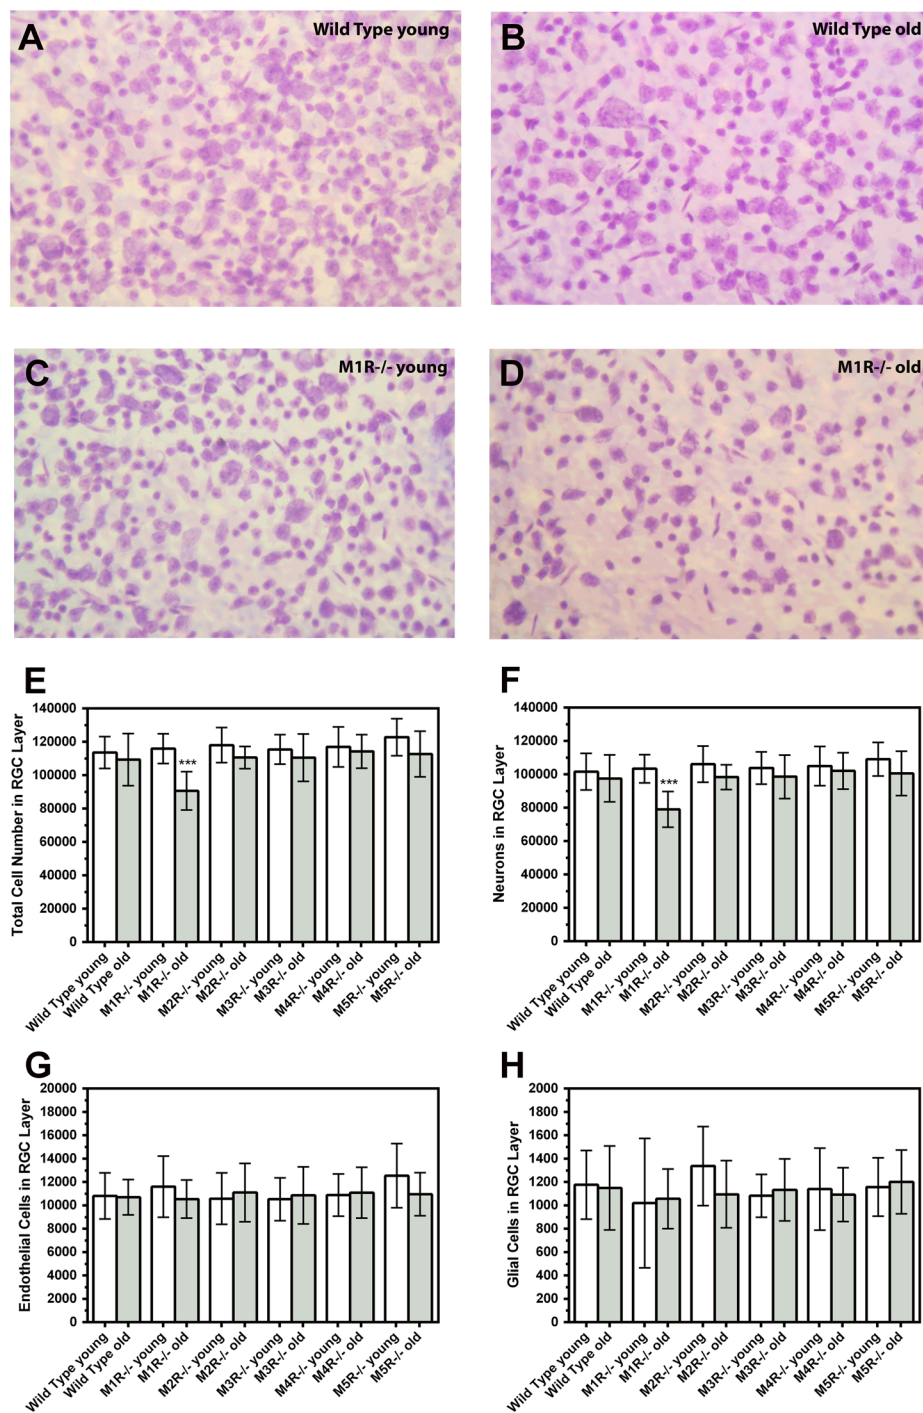 A
Wild Type young
B
Wild Type old
C
M1R-/- young
D
M1R-/- old
E
Total Cell Number in RGC Layer
140000
120000
100000
80000
60000
40000
20000
0
***
Wild Type young
Wild Type old
M1R-/- young
M1R-/- old
M2R-/- young
M2R-/- old
M3R-/- young
M3R-/- old
M4R-/- young
M4R-/- old
M5R-/- young
M5R-/- old
F
Neurons in RGC Layer
140000
120000
100000
80000
60000
40000
20000
0
***
Wild Type young
Wild Type old
M1R-/- young
M1R-/- old
M2R-/- young
M2R-/- old
M3R-/- young
M3R-/- old
M4R-/- young
M4R-/- old
M5R-/- young
M5R-/- old
G
Endothelial Cells in RGC Layer
20000
18000
16000
14000
12000
10000
8000
6000
4000
2000
0
Wild Type young
Wild Type old
M1R-/- young
M1R-/- old
M2R-/- young
M2R-/- old
M3R-/- young
M3R-/- old
M4R-/- young
M4R-/- old
M5R-/- young
M5R-/- old
H
Glial Cells in RGC Layer
2000
1800
1600
1400
1200
1000
800
600
400
200
0
Wild Type young
Wild Type old
M1R-/- young
M1R-/- old
M2R-/- young
M2R-/- old
M3R-/- young
M3R-/- old
M4R-/- young
M4R-/- old
M5R-/- young
M5R-/- old